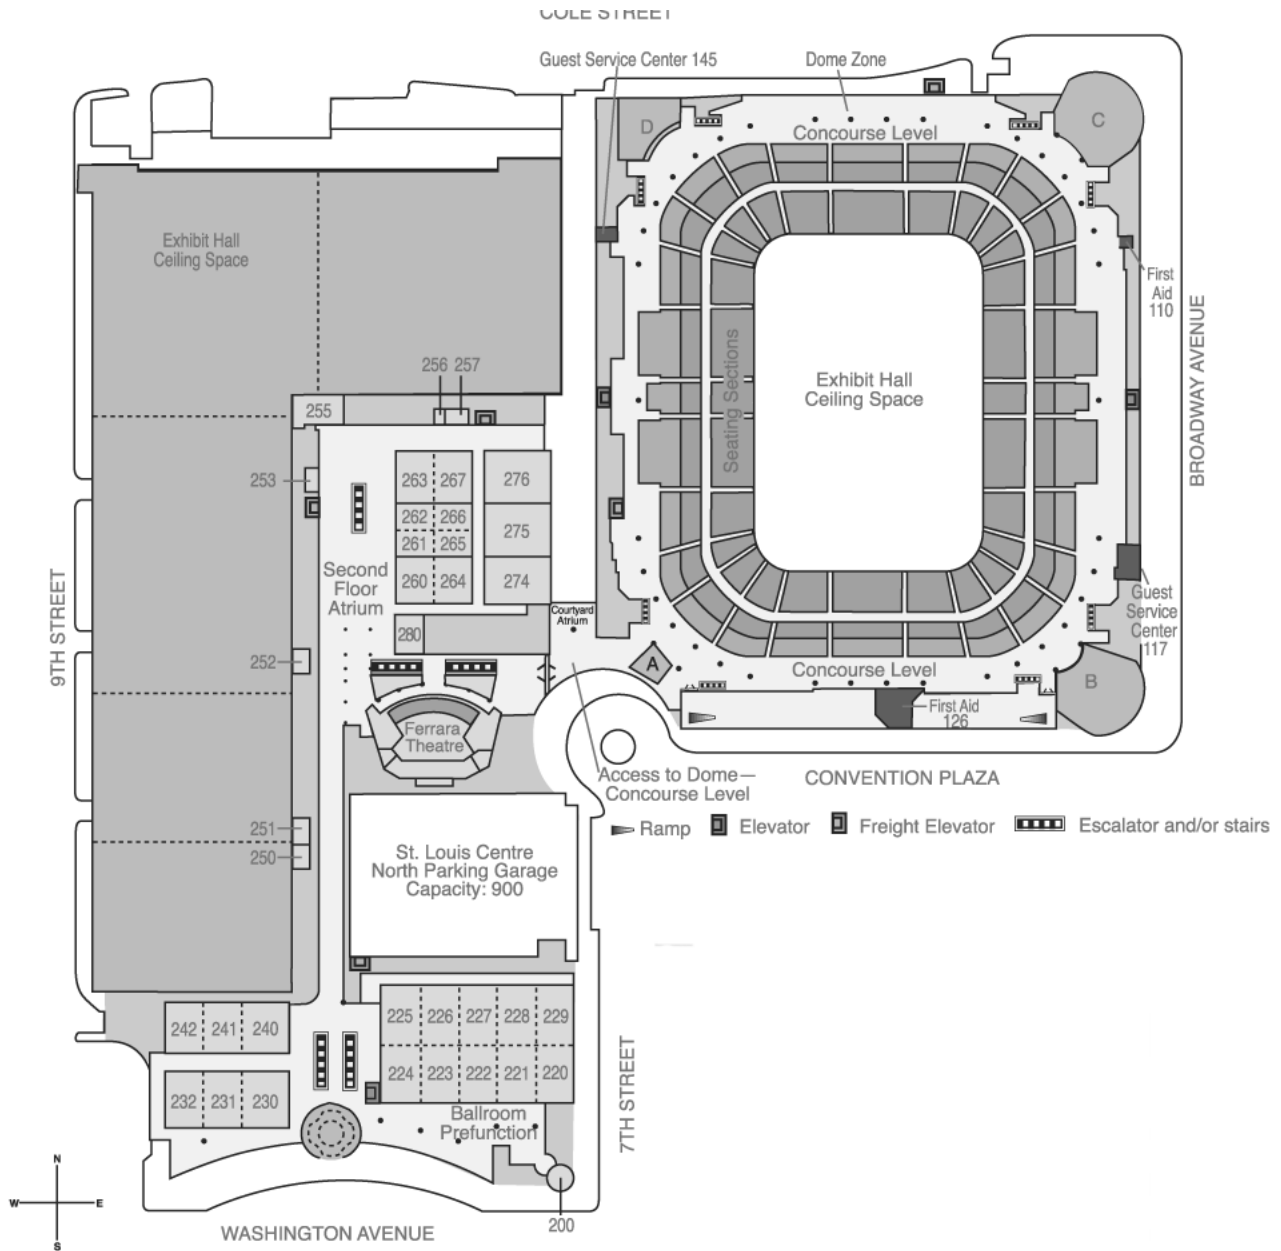 COLE STREET
Guest Service Center 145
Dome Zone
D
Concourse Level
C
Exhibit Hall
Ceiling Space
First
Aid
110
BROADWAY AVENUE
Seating Sections
Exhibit Hall
Ceiling Space
256
257
255
253
263
267
276
262
266
275
261
265
260
264
274
Second
Floor
Atrium
9TH STREET
Courtyard
Atrium
Guest
Service
Center
117
280
252
A
Concourse Level
B
First Aid
126
Ferrara
Theatre
Access to Dome—
Concourse Level
CONVENTION PLAZA
Ramp
Elevator
Freight Elevator
Escalator and/or stairs
251
250
St. Louis Centre
North Parking Garage
Capacity: 900
242
241
240
225
226
227
228
229
224
223
222
221
220
232
231
230
7TH STREET
Ballroom
Prefunction
N
W
E
S
200
WASHINGTON AVENUE